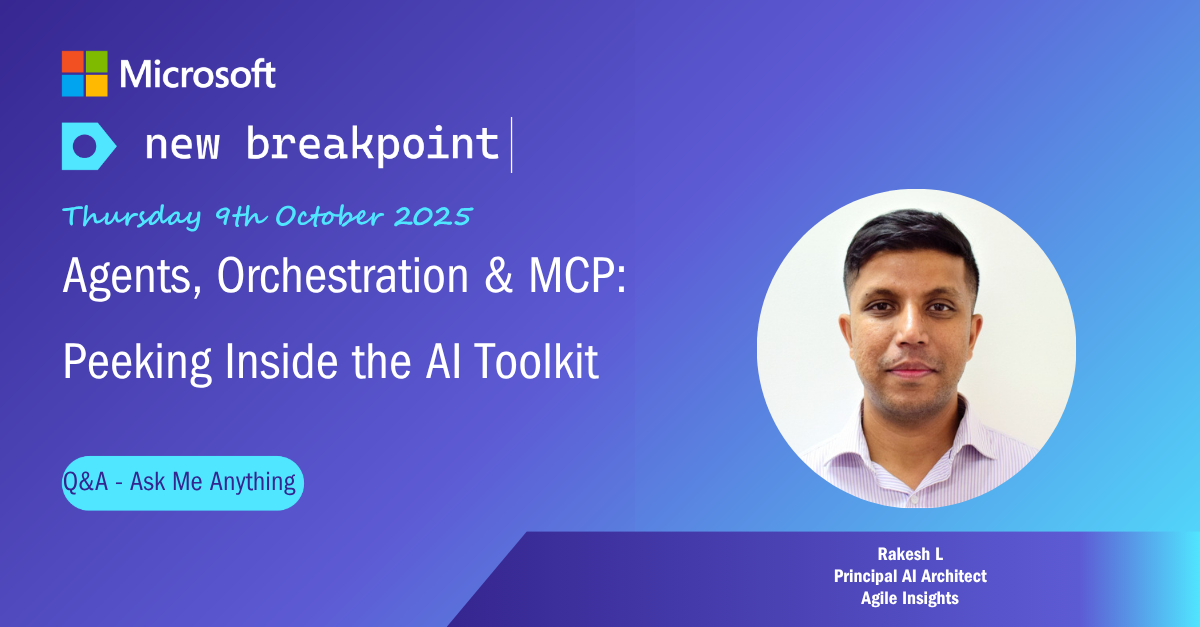 Microsoft
new breakpoint
Thursday 9th October 2025
Agents, Orchestration & MCP:
Peeking Inside the AI Toolkit
Q&A - Ask Me Anything
Rakesh L
Principal AI Architect
Agile Insights